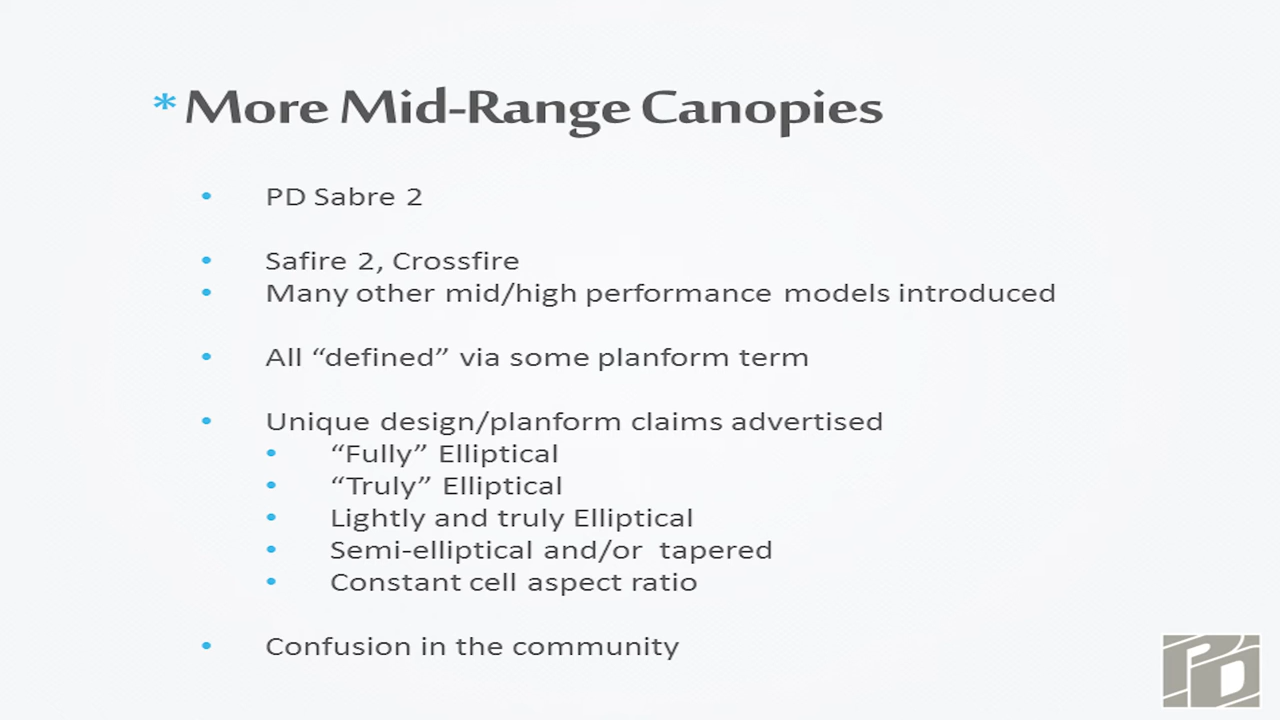 * More Mid-Range Canopies
• PD Sabre 2
• Safire 2, Crossfire
• Many other mid/high performance models introduced
• All “defined” via some planform term
• Unique design/planform claims advertised
• “Fully” Elliptical
• “Truly” Elliptical
• Lightly and truly Elliptical
• Semi-elliptical and/or tapered
• Constant cell aspect ratio
• Confusion in the community
PD